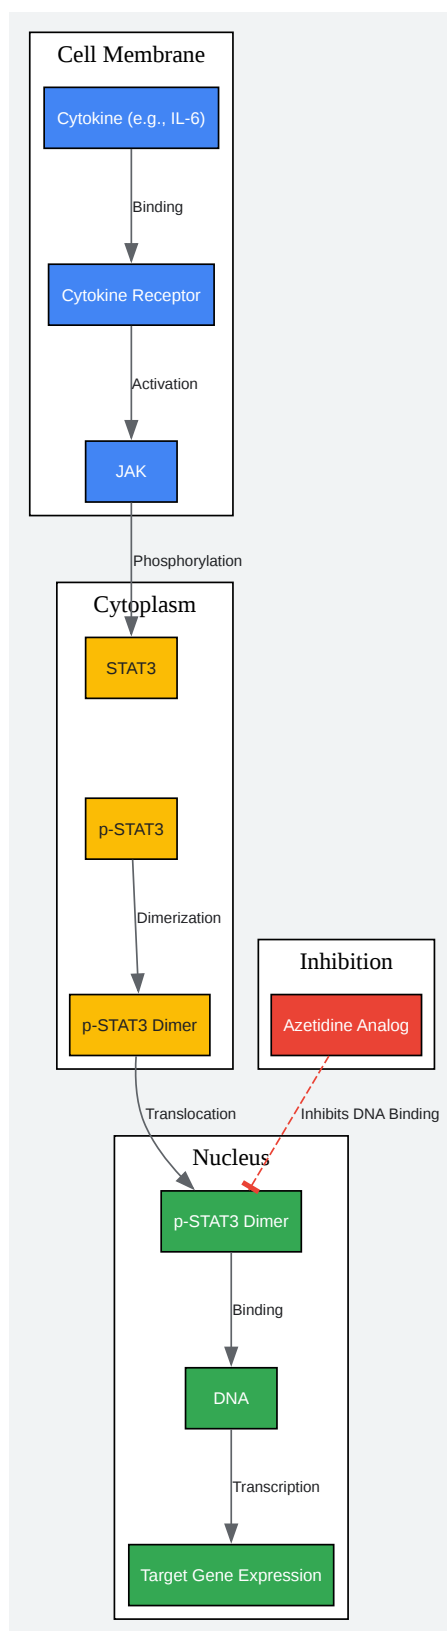 Cell Membrane
Cytokine (e.g., IL-6)
Binding
Cytokine Receptor
Activation
JAK
Phosphorylation
Cytoplasm
STAT3
p-STAT3
Dimerization
Inhibition
p-STAT3 Dimer
Azetidine Analog
Translocation
Inhibits DNA Binding
Nucleus
p-STAT3 Dimer
Binding
DNA
Transcription
Target Gene Expression